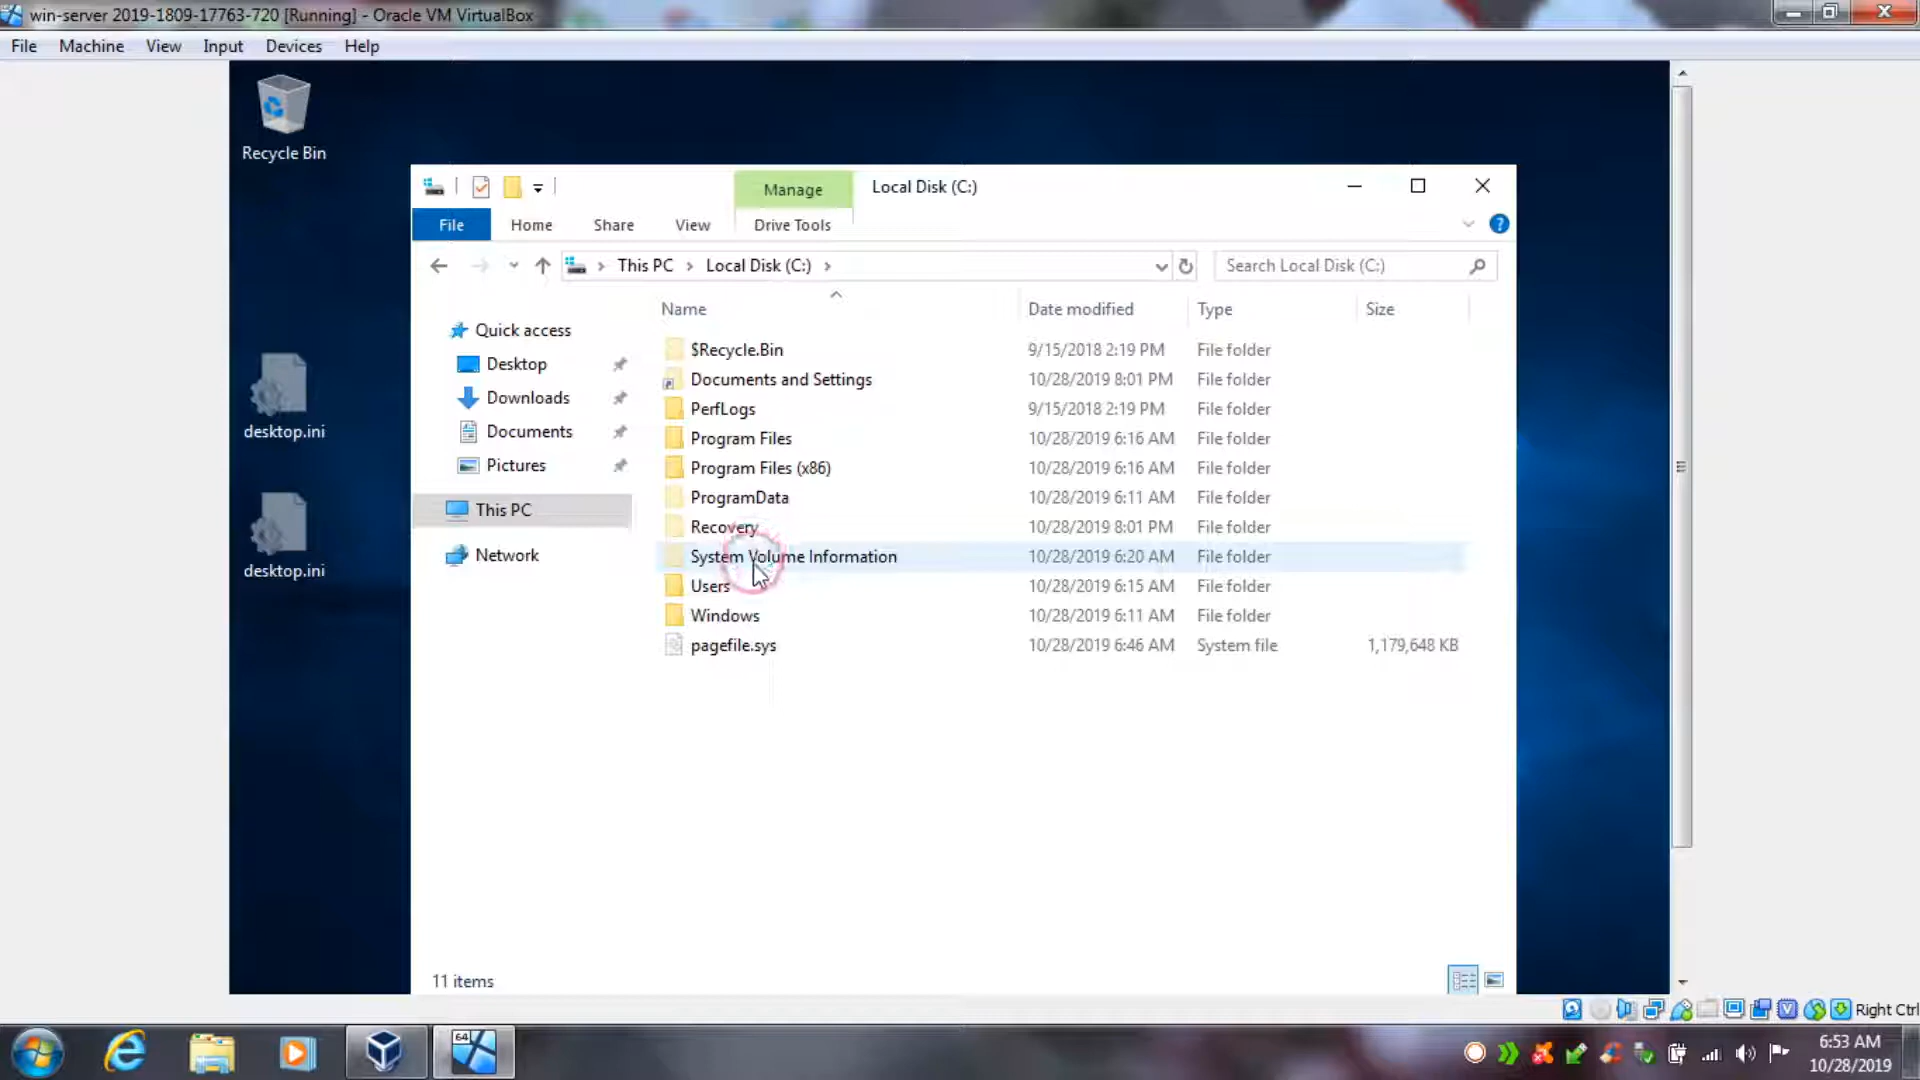 win-server 2019-1809-17763-720 [Running] - Oracle VM VirtualBox
File Machine View Input Devices Help
Recycle Bin
Manage Local Disk (C:)
File Home Share View Drive Tools
This PC Local Disk (C:) Search Local Disk (C:)
Name Date modified Type Size
Quick access
Desktop
Downloads
Documents
Pictures
This PC
Network
$Recycle.Bin 9/15/2018 2:19 PM File folder
Documents and Settings 10/28/2019 8:01 PM File folder
PerfLogs 9/15/2018 2:19 PM File folder
Program Files 10/28/2019 6:16 AM File folder
Program Files (x86) 10/28/2019 6:16 AM File folder
ProgramData 10/28/2019 6:11 AM File folder
Recovery 10/28/2019 8:01 PM File folder
System Volume Information 10/28/2019 6:20 AM File folder
Users 10/28/2019 6:15 AM File folder
Windows 10/28/2019 6:11 AM File folder
pagefile.sys 10/28/2019 6:46 AM System file 1,179,648 KB
desktop.ini
desktop.ini
11 items
Right Ctrl
64
6:53 AM
10/28/2019